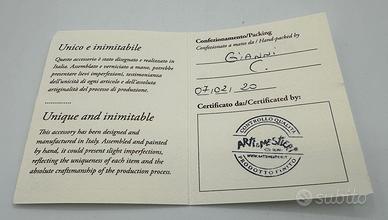 Unico e inimitabile
Questo accessorio è stato disegnato e realizzato in
Italia. Assemblato e verniciato a mano, potrebbe
presentare lievi imperfezioni, testimonianza
dell'unicità di ogni articolo e dell'assoluta
artigianalità del processo di produzione.
Unique and inimitable
This accessory has been designed and
manufactured in Italy. Assembled and painted
by hand, it could present slight imperfections,
reflecting the uniqueness of each item and the
absolute craftsmanship of the production process.
Confezionamento/Packing
Confezionato a mano da / Hand-packed by
GIANNI
C.
07,02,20
Certificato da:/Certificated by:
CONTROLLO QUALITÀ
ARTI & MESTIERI
PRODOTTO FINITO
subito